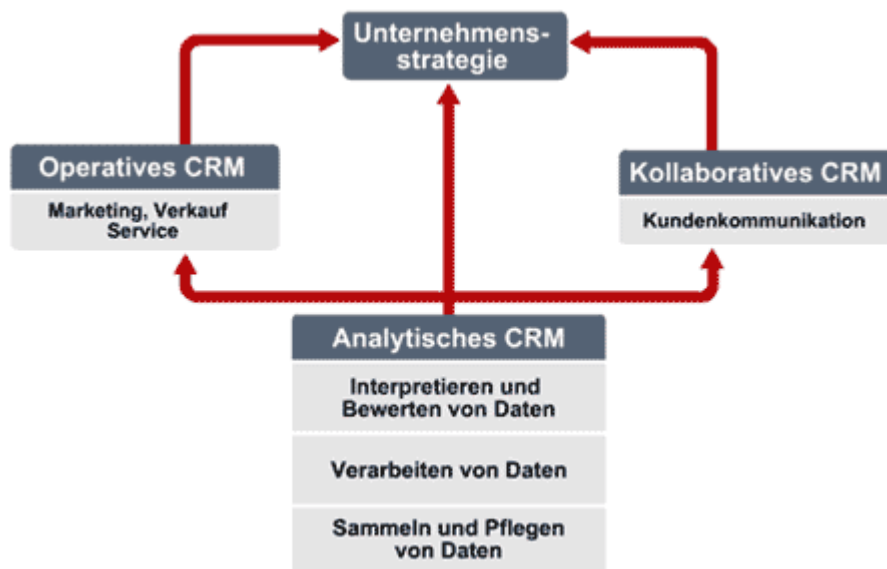 Unternehmens-
strategie
Operatives CRM
Marketing, Verkauf
Service
Kollaboratives CRM
Kundenkommunikation
Analytisches CRM
Interpretieren und
Bewerten von Daten
Verarbeiten von Daten
Sammeln und Pflegen
von Daten